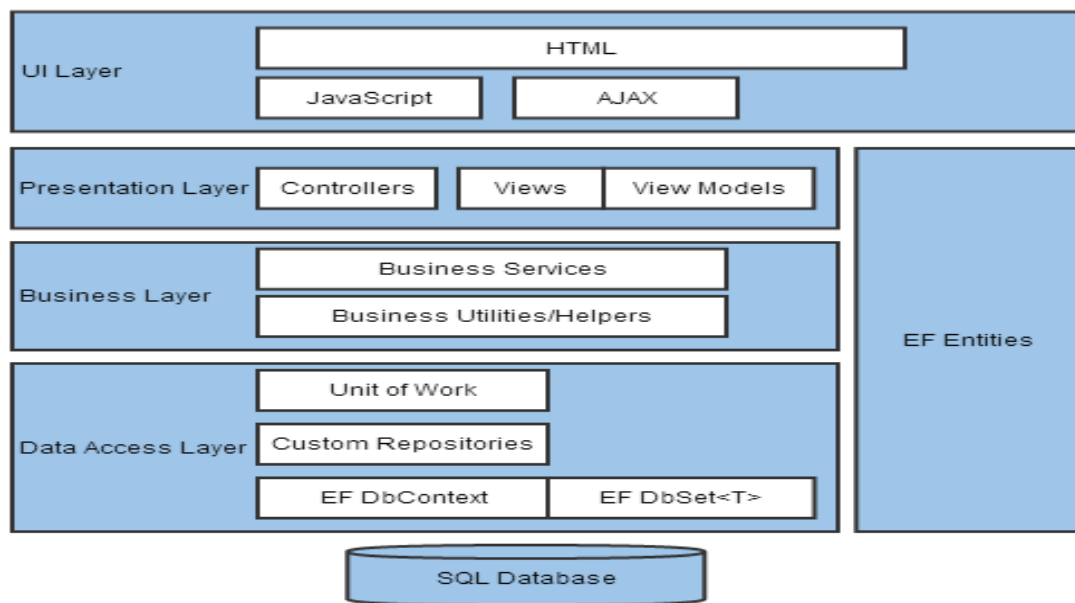 UI Layer
HTML
JavaScript
AJAX
Presentation Layer
Controllers
Views
View Models
Business Layer
Business Services
Business Utilities/Helpers
EF Entities
Data Access Layer
Unit of Work
Custom Repositories
EF DbContext
EF DbSet<T>
SQL Database